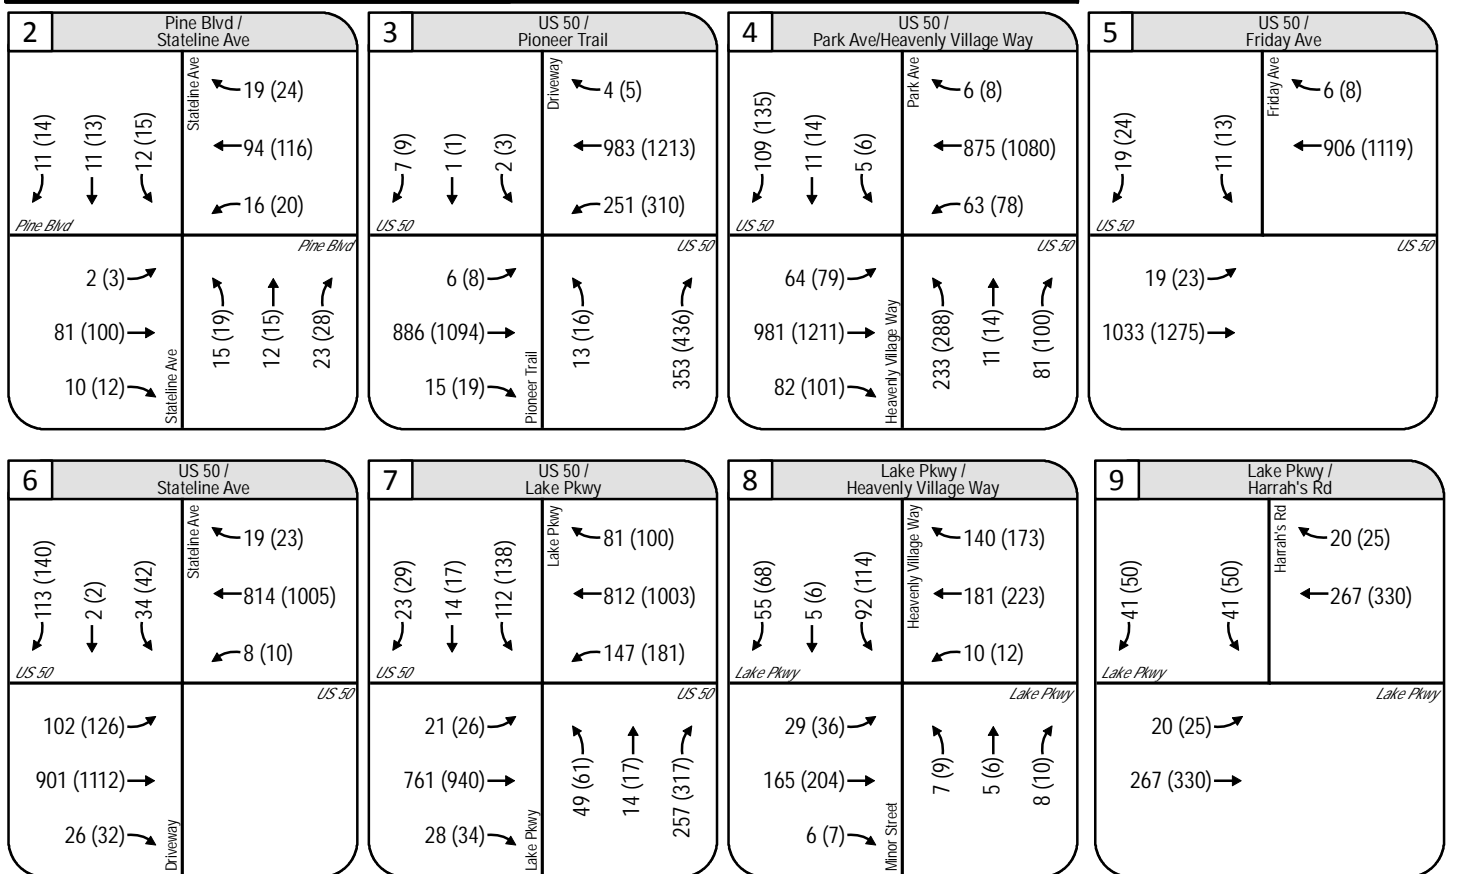 2
Pine Blvd /
Stateline Ave
11 (14)
11 (13)
12 (15)
Stateline Ave
19 (24)
94 (116)
16 (20)
Pine Blvd
Pine Blvd
2 (3)
81 (100)
10 (12)
Stateline Ave
15 (19)
12 (15)
23 (28)
3
US 50 /
Pioneer Trail
7 (9)
1 (1)
2 (3)
Driveway
4 (5)
983 (1213)
251 (310)
US 50
US 50
6 (8)
886 (1094)
15 (19)
Pioneer Trail
13 (16)
353 (436)
4
US 50 /
Park Ave/Heavenly Village Way
109 (135)
11 (14)
5 (6)
Park Ave
6 (8)
875 (1080)
63 (78)
US 50
US 50
64 (79)
981 (1211)
82 (101)
Heavenly Village Way
233 (288)
11 (14)
81 (100)
5
US 50 /
Friday Ave
19 (24)
11 (13)
Friday Ave
6 (8)
906 (1119)
US 50
US 50
19 (23)
1033 (1275)
6
US 50 /
Stateline Ave
113 (140)
2 (2)
34 (42)
Stateline Ave
19 (23)
814 (1005)
8 (10)
US 50
US 50
102 (126)
901 (1112)
26 (32)
Driveway
7
US 50 /
Lake Pkwy
23 (29)
14 (17)
112 (138)
Lake Pkwy
81 (100)
812 (1003)
147 (181)
US 50
US 50
21 (26)
761 (940)
28 (34)
Lake Pkwy
49 (61)
14 (17)
257 (317)
8
Lake Pkwy /
Heavenly Village Way
55 (68)
5 (6)
92 (114)
Heavenly Village Way
140 (173)
181 (223)
10 (12)
Lake Pkwy
Lake Pkwy
29 (36)
165 (204)
6 (7)
Minor Street
7 (9)
5 (6)
8 (10)
9
Lake Pkwy /
Harrah's Rd
41 (50)
41 (50)
Harrah's Rd
20 (25)
267 (330)
Lake Pkwy
Lake Pkwy
20 (25)
267 (330)